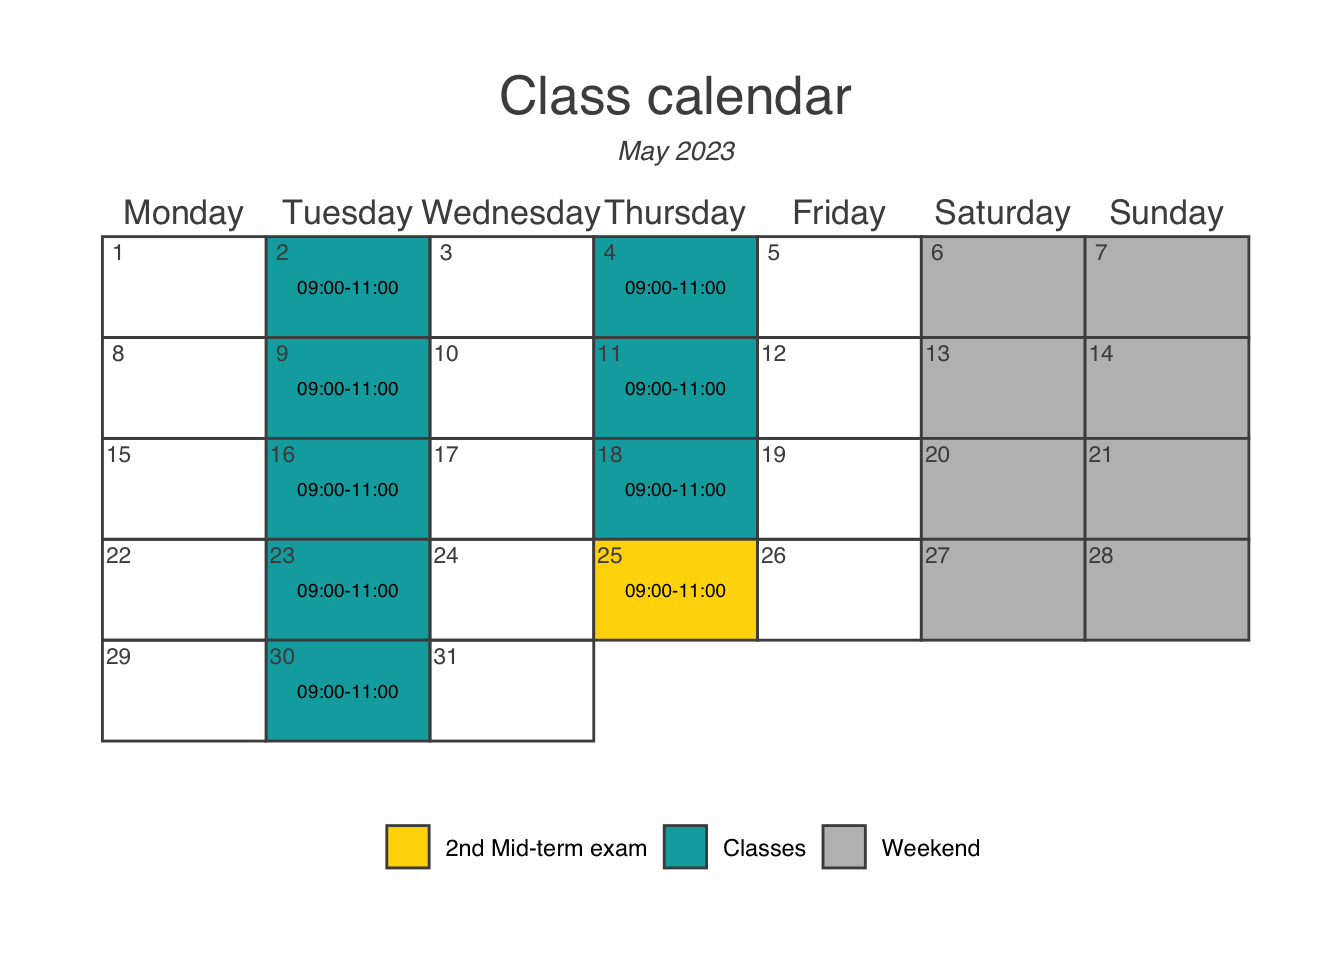 Class calendar
May 2023
Monday Tuesday Wednesday Thursday Friday Saturday Sunday
1 2 3 4 5 6 7
09:00-11:00 09:00-11:00
8 9 10 11 12 13 14
09:00-11:00 09:00-11:00
15 16 17 18 19 20 21
09:00-11:00 09:00-11:00
22 23 24 25 26 27 28
09:00-11:00 09:00-11:00
29 30 31
09:00-11:00
2nd Mid-term exam Classes Weekend